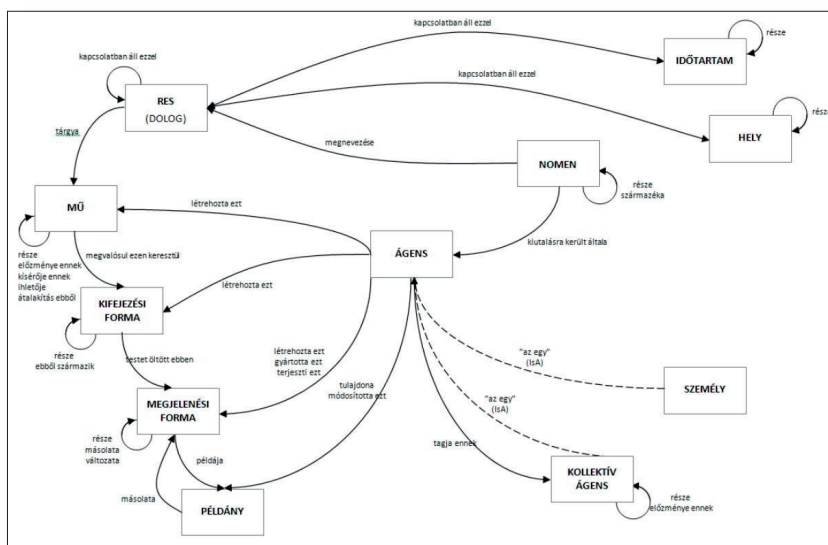 kapcsolatban áll ezzel
része
IDŐTARTAM
kapcsolatban áll ezzel
kapcsolatban áll ezzel
RES
(DOLOG)
HELY
tárgya
megnevezése
NOMEN
része
származéka
MŰ
létrehozta ezt
ÁGENS
kiutalásra került általa
része
előzménye ennek
kísérője ennek
ihletője
átalakítás ebből
megvalósul ezen keresztül
létrehozta ezt
KIFEJEZÉSI
FORMA
része
ebből származik
testet öltött ebben
létrehozta ezt
gyártotta ezt
terjeszti ezt
"az egy"
(IsA)
SZEMÉLY
MEGJELENÉSI
FORMA
tulajdona
módosította ezt
"az egy"
(IsA)
része
másolata
változata
példája
tagja ennek
KOLLEKTÍV
ÁGENS
másolata
PÉLDÁNY
része
előzménye ennek